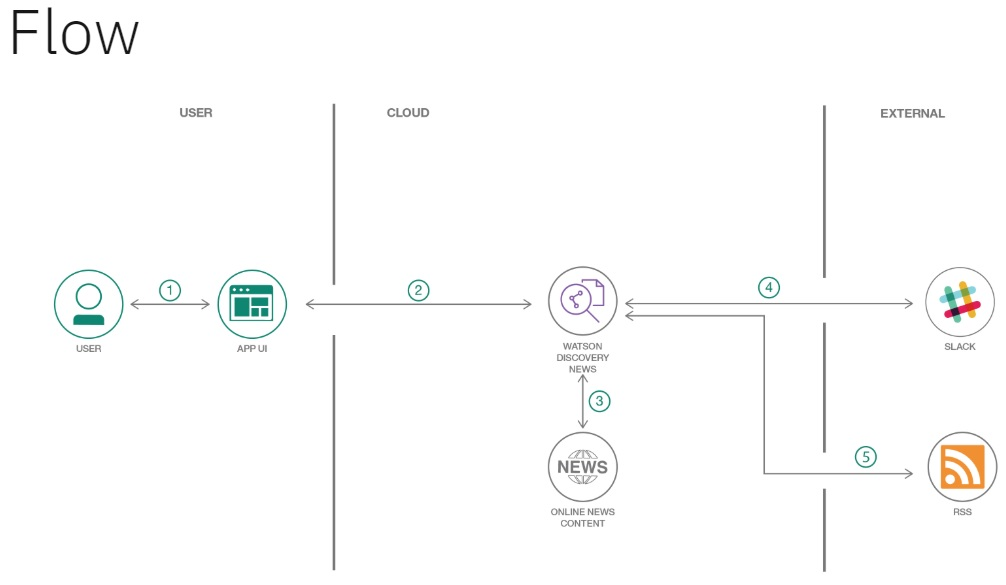 Flow
USER
CLOUD
EXTERNAL
1
2
4
USER
APP UI
WATSON
DISCOVERY
NEWS
SLACK
3
5
NEWS
ONLINE NEWS
CONTENT
RSS